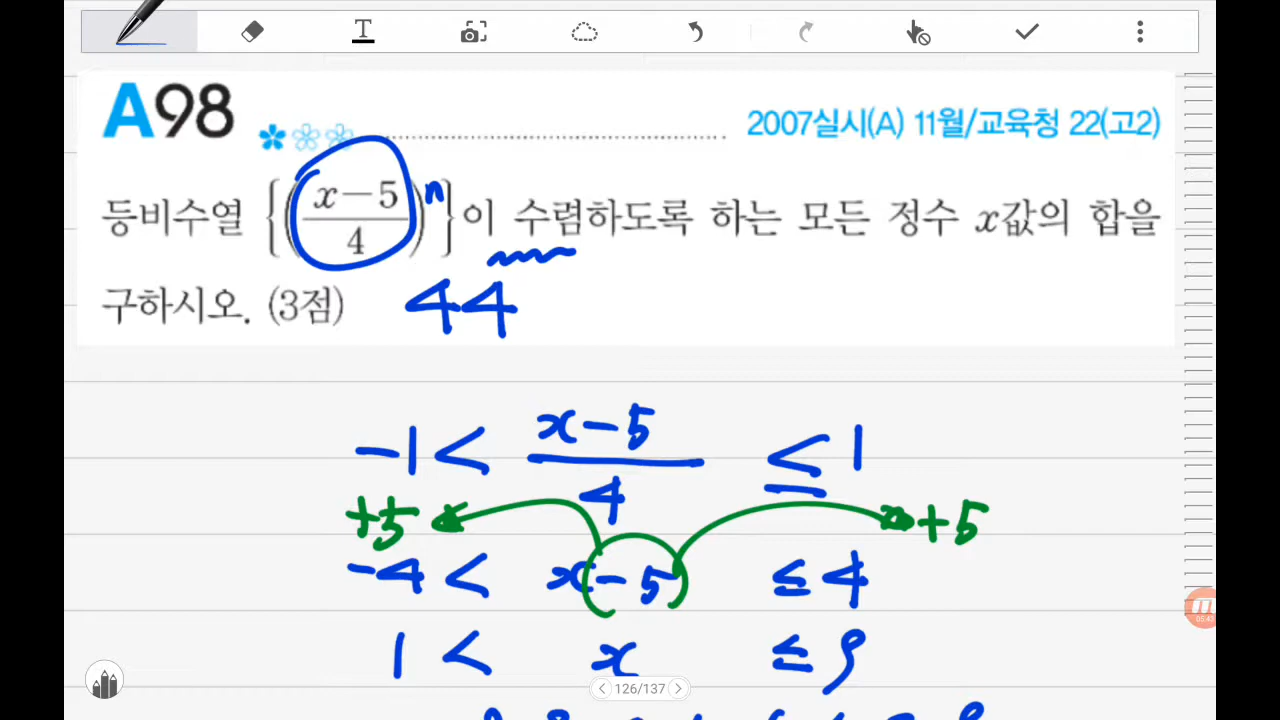 A98
2007실시(A) 11월/교육청 22(고2)
등비수열 {((x-5)/4)^n}이 수렴하도록 하는 모든 정수 x값의 합을
구하시오. (3점) 44
-1 < (x-5)/4 ≤ 1
+5 +5
-4 < x-5 ≤ 4
1 < x ≤ 9
126/137
05:43